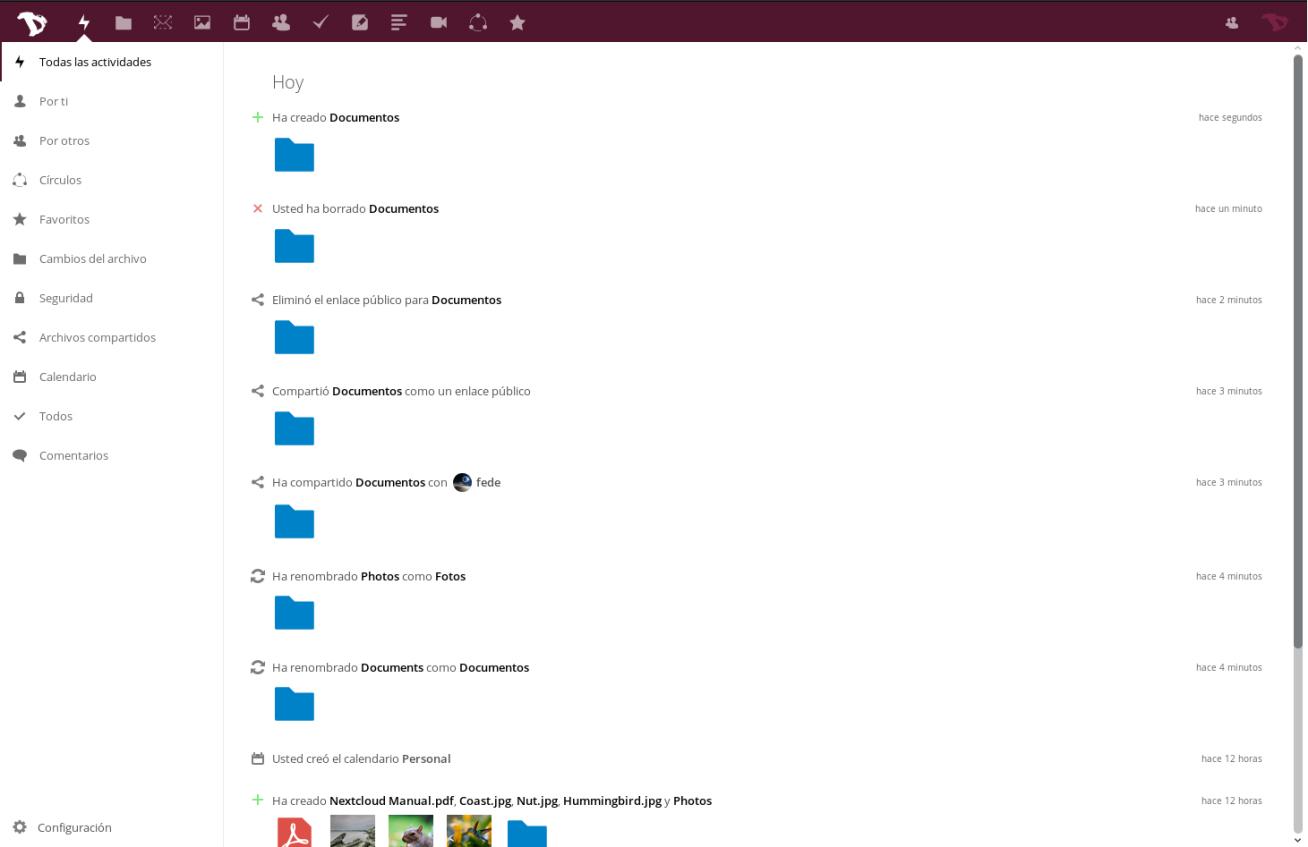 Todas las actividades
Por ti
Por otros
Círculos
Favoritos
Cambios del archivo
Seguridad
Archivos compartidos
Calendario
Todos
Comentarios
Configuración
Hoy
Ha creado Documentos hace segundos
Usted ha borrado Documentos hace un minuto
Eliminó el enlace público para Documentos hace 2 minutos
Compartió Documentos como un enlace público hace 3 minutos
Ha compartido Documentos con fede hace 3 minutos
Ha renombrado Photos como Fotos hace 4 minutos
Ha renombrado Documents como Documentos hace 4 minutos
Usted creó el calendario Personal hace 12 horas
Ha creado Nextcloud Manual.pdf, Coast.jpg, Nut.jpg, Hummingbird.jpg y Photos hace 12 horas